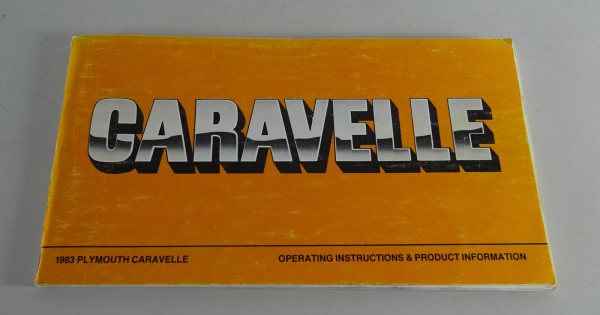 CARAVELLE
1983 PLYMOUTH CARAVELLE OPERATING INSTRUCTIONS & PRODUCT INFORMATION